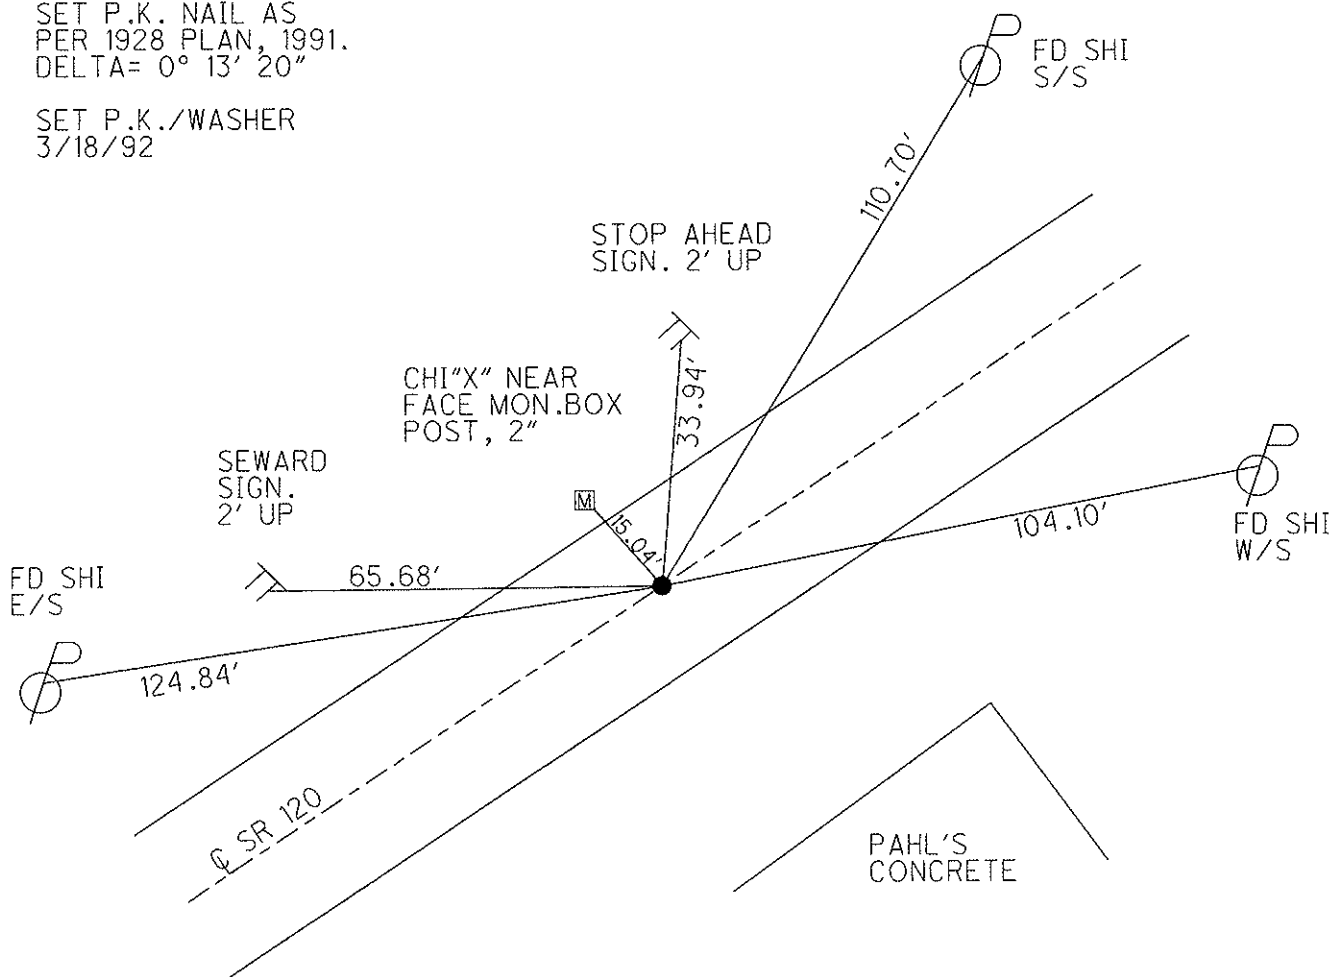 SET P.K. NAIL AS
PER 1928 PLAN, 1991.
DELTA= 0° 13' 20"
SET P.K./WASHER
3/18/92
FD SHI
S/S
110.70'
STOP AHEAD
SIGN. 2' UP
33.94'
CHI"X" NEAR
FACE MON.BOX
POST, 2"
SEWARD
SIGN.
2' UP
M
15.04'
104.10'
FD SHI
W/S
FD SHI
E/S
65.68'
124.84'
℄ SR 120
PAHL'S
CONCRETE